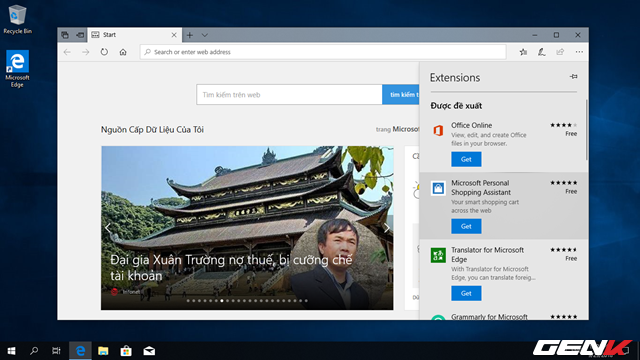 Recycle Bin
Microsoft
Edge
Start
Search or enter web address
Tìm kiếm trên web
tìm kiếm t
Nguồn Cấp Dữ Liệu Của Tôi
trang Microsof
Đại gia Xuân Trường nợ thuế, bị cưỡng chế
tài khoản
Infonet
Extensions
Được đề xuất
Office Online
Free
View, edit, and create Office
files in your browser.
Get
Microsoft Personal
Shopping Assistant
Free
Your smart shopping cart
across the web
Get
Translator for Microsoft
Edge
Free
With Translator for Microsoft
Edge, you can translate foreig...
Get
Grammarly for Microsoft
GENK